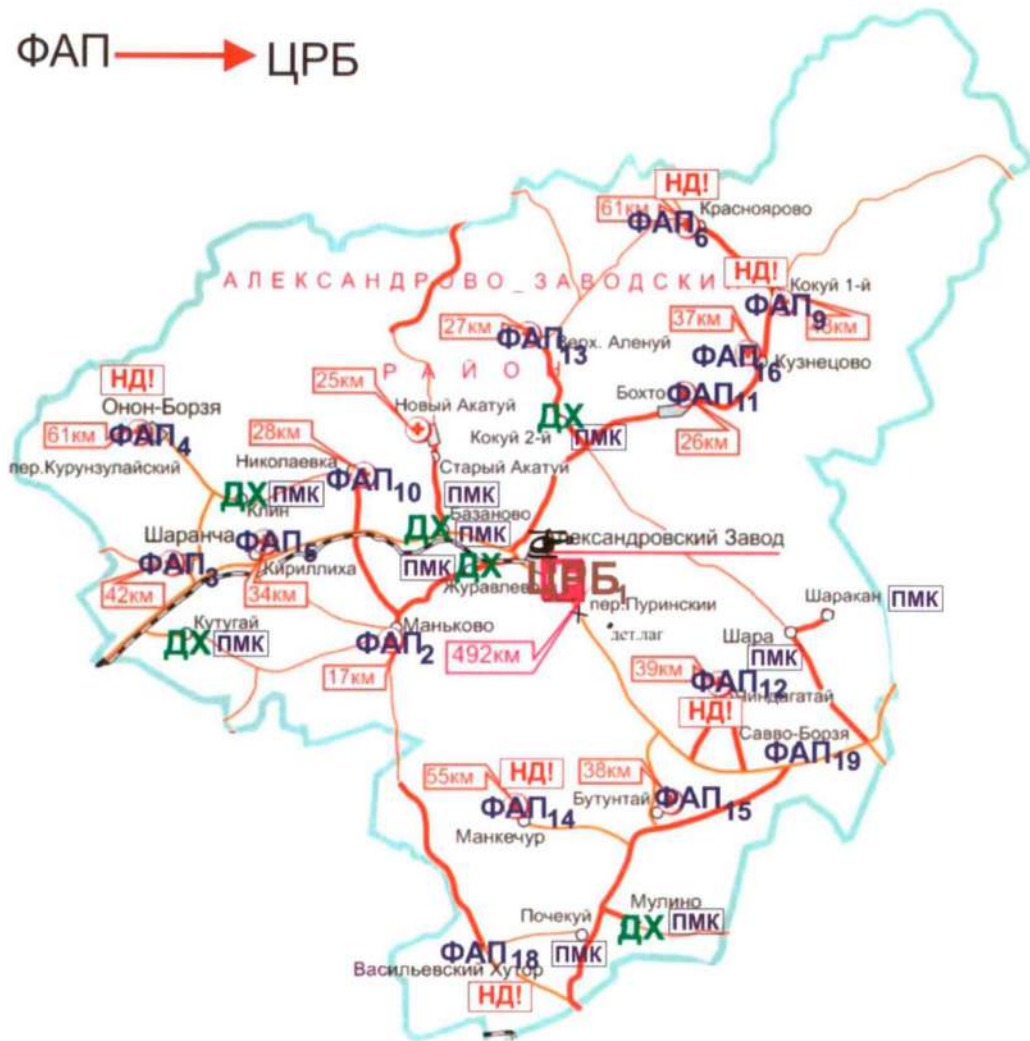 ФАП ЦРБ
НД!
61км
Красноярово
ФАП6
АЛЕКСАНДРОВО_ЗАВОДСКИЙ
НД!
Кокуй 1-й
ФАП9
48км
37км
ФАП16
Кузнецово
27км
ФАП13
Верх. Аленуй
РАЙОН
Бохто
ФАП11
26км
25км
Новый Акатуй
ДХ
Кокуй 2-й
ПМК
НД!
Онон-Борзя
61км
ФАП4
пер.Курунзулайский
28км
Николаевка
ФАП10
Старый Акатуй
ПМК
ДХ
ПМК
Клин
Базаново
ДХ
ПМК
Шаранча
ФАП3
42км
ФАП5
Кириллиха
34км
ПМК
ДХ
Журавлево
Александровский Завод
ЦРБ1
пер.Пуринский
дет.лаг
492км
Шаракан
ПМК
Шара
ПМК
Кутугай
ДХ
ПМК
Маньково
ФАП2
17км
39км
ФАП12
Чиндагатай
НД!
Савво-Борзя
ФАП19
55км
НД!
ФАП14
Манкечур
38км
Бутунтай
ФАП15
Мулино
ДХ
ПМК
Почекуй
ПМК
ФАП18
Васильевский Хутор
НД!